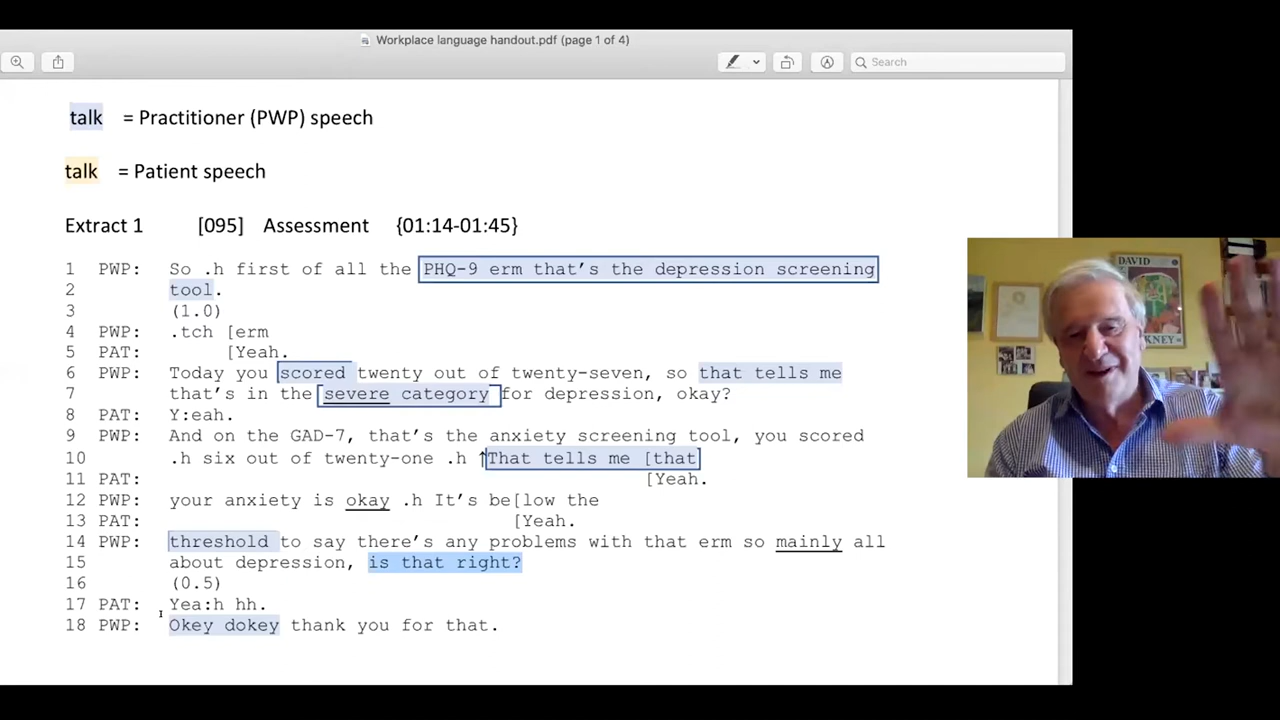 Workplace language handout.pdf (page 1 of 4)
Search
talk = Practitioner (PWP) speech
talk = Patient speech
Extract 1 [095] Assessment {01:14-01:45}
1 PWP: So .h first of all the PHQ-9 erm that's the depression screening
2 tool.
3 (1.0)
4 PWP: .tch [erm
5 PAT: [Yeah.
6 PWP: Today you scored twenty out of twenty-seven, so that tells me
7 that's in the severe category for depression, okay?
8 PAT: Y:eah.
9 PWP: And on the GAD-7, that's the anxiety screening tool, you scored
10 .h six out of twenty-one .h ↑That tells me [that
11 PAT: [Yeah.
12 PWP: your anxiety is okay .h It's be[low the
13 PAT: [Yeah.
14 PWP: threshold to say there's any problems with that erm so mainly all
15 about depression, is that right?
16 (0.5)
17 PAT: Yea:h hh.
18 PWP: Okey dokey thank you for that.
DAVID